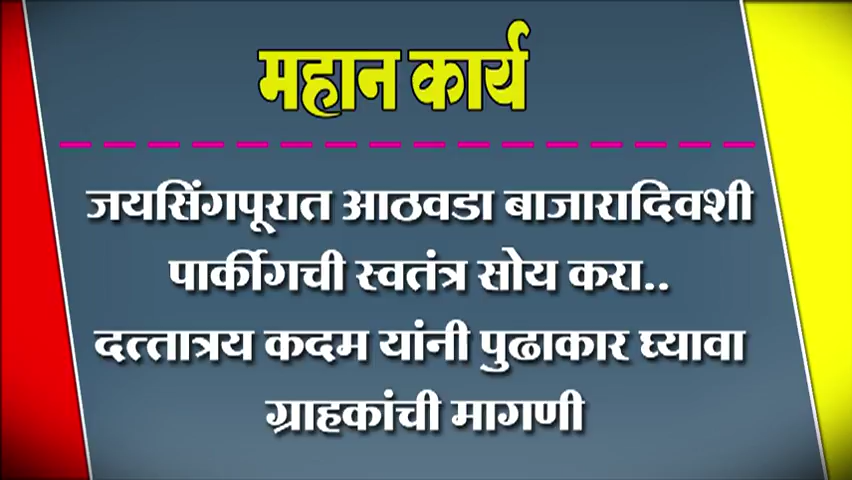 महान कार्य
जयसिंगपूरात आठवडा बाजारादिवशी
पार्कीगची स्वतंत्र सोय करा..
दत्तात्रय कदम यांनी पुढाकार घ्यावा
ग्राहकांची मागणी